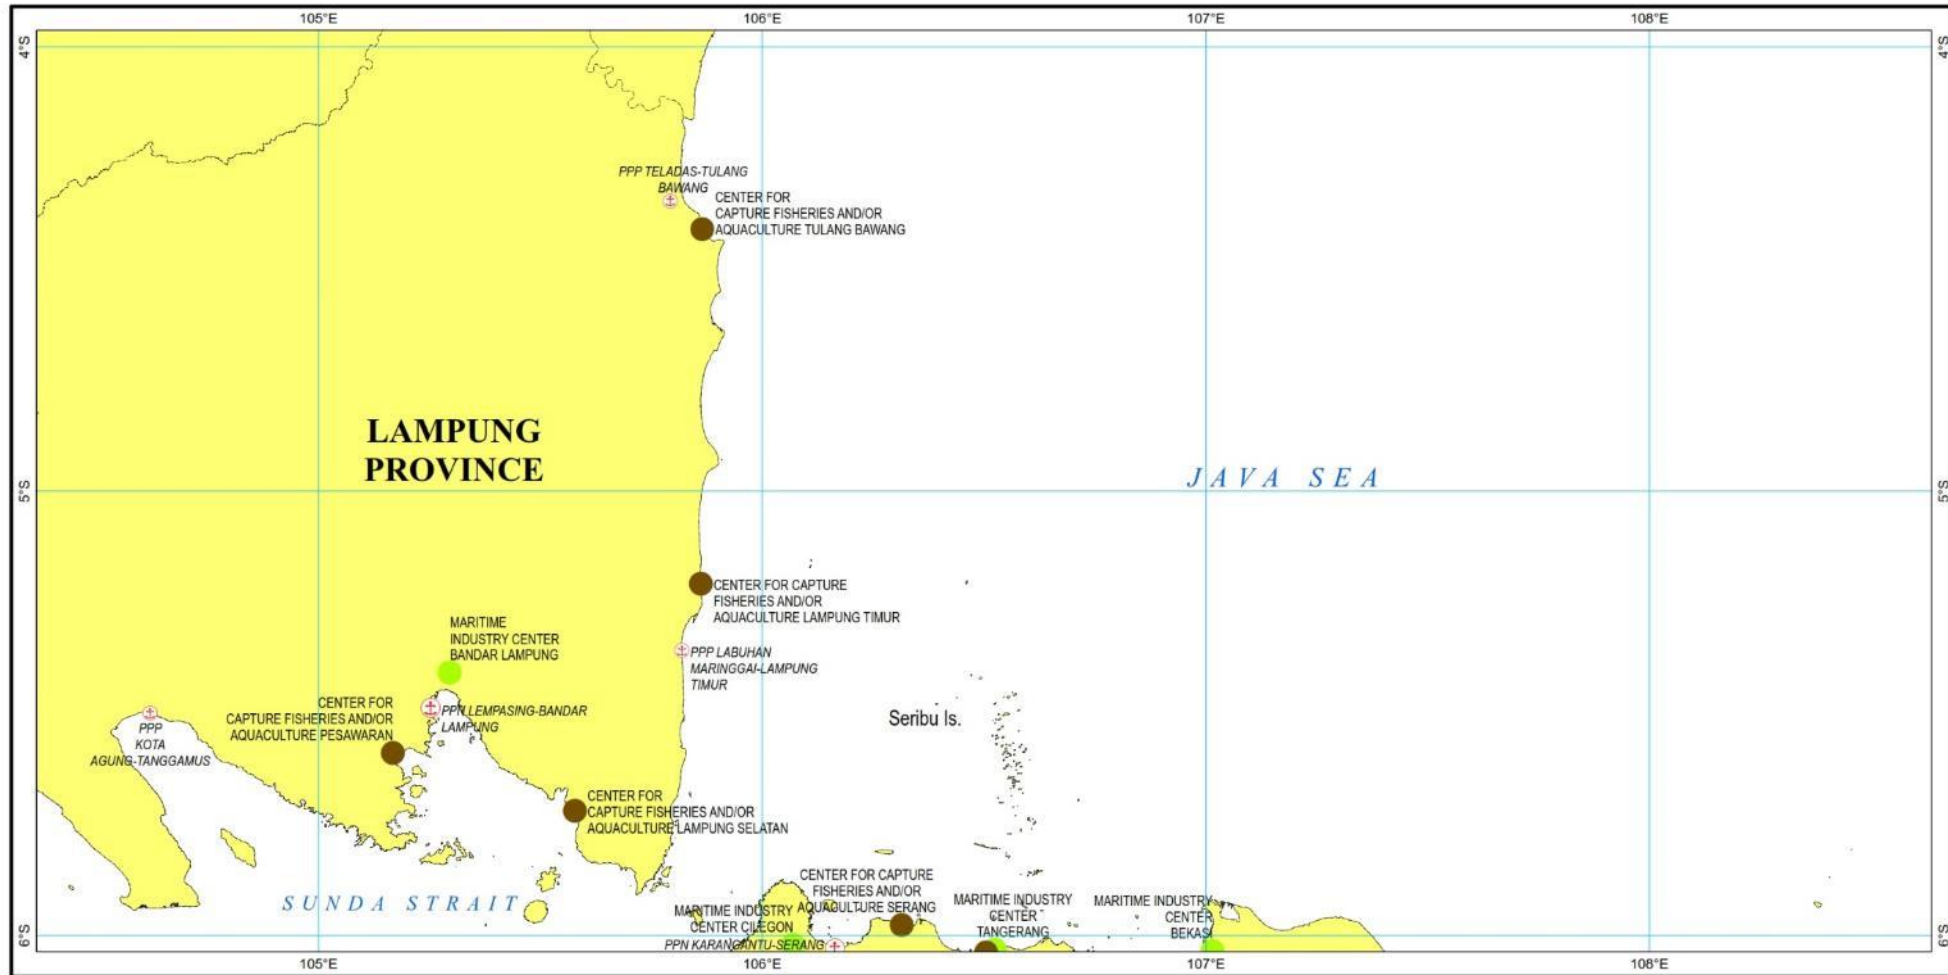 105°E
106°E
107°E
108°E
4°S
4°S
PPP TELADAS-TULANG
BAWANG
CENTER FOR
CAPTURE FISHERIES AND/OR
AQUACULTURE TULANG BAWANG
LAMPUNG
PROVINCE
JAVA SEA
5°S
5°S
CENTER FOR CAPTURE
FISHERIES AND/OR
AQUACULTURE LAMPUNG TIMUR
MARITIME
INDUSTRY CENTER
BANDAR LAMPUNG
PPP LABUHAN
MARINGGAI-LAMPUNG
TIMUR
CENTER FOR
CAPTURE FISHERIES AND/OR
AQUACULTURE PESAWARAN
PPN LEMPASING-BANDAR
LAMPUNG
PPP
KOTA
AGUNG-TANGGAMUS
Seribu Is.
CENTER FOR
CAPTURE FISHERIES AND/OR
AQUACULTURE LAMPUNG SELATAN
SUNDA STRAIT
CENTER FOR CAPTURE
FISHERIES AND/OR
AQUACULTURE SERANG
MARITIME INDUSTRY
CENTER CILEGON
PPN KARANGANTU-SERANG
MARITIME INDUSTRY
CENTER
TANGERANG
MARITIME INDUSTRY
CENTER
BEKASI
6°S
6°S
105°E
106°E
107°E
108°E